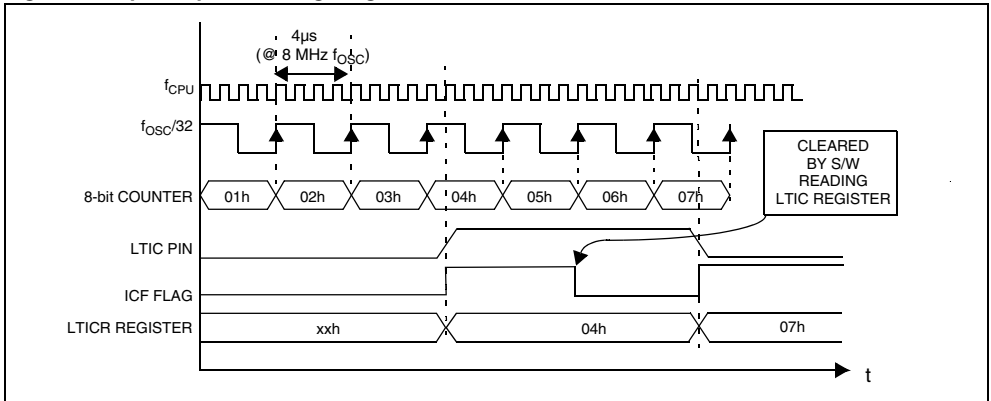 4µs
(@ 8 MHz fOSC)
fCPU
fOSC/32
CLEARED
BY S/W
READING
LTIC REGISTER
8-bit COUNTER
01h 02h 03h 04h 05h 06h 07h
LTIC PIN
ICF FLAG
LTICR REGISTER
xxh 04h 07h
t